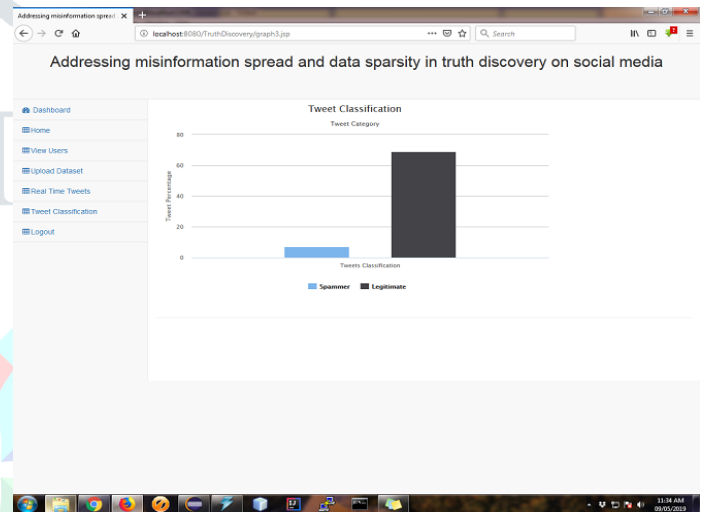 Addressing misinformation spread
localhost:8080/TruthDiscovery/graph3.jsp
Search
7
Addressing misinformation spread and data sparsity in truth discovery on social media
Dashboard
Home
View Users
Upload Dataset
Real Time Tweets
Tweet Classification
Logout
Tweet Classification
Tweet Category
Tweet Percentage
80
60
40
20
0
Tweets Classification
Spammer
Legitimate
11:34 AM
09/05/2019